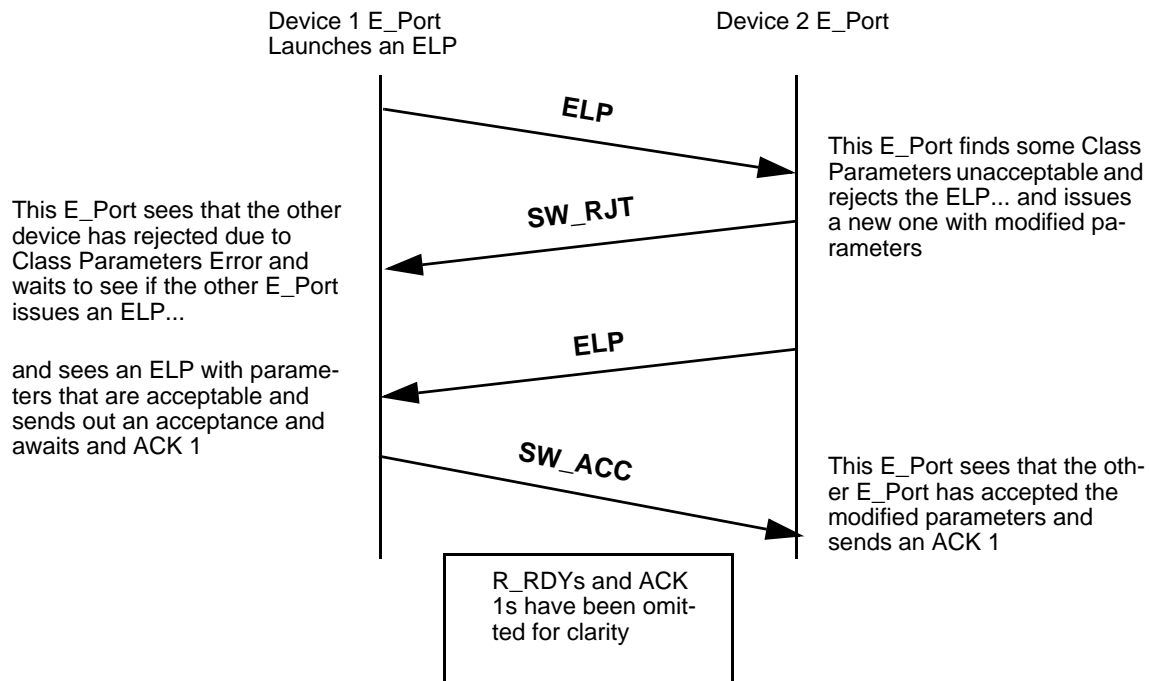 Device 1 E_Port
Launches an ELP
Device 2 E_Port
ELP
This E_Port finds some Class
Parameters unacceptable and
rejects the ELP... and issues
a new one with modified pa-
rameters
SW_RJT
This E_Port sees that the other
device has rejected due to
Class Parameters Error and
waits to see if the other E_Port
issues an ELP...
ELP
and sees an ELP with parame-
ters that are acceptable and
sends out an acceptance and
awaits and ACK 1
SW_ACC
This E_Port sees that the oth-
er E_Port has accepted the
modified parameters and
sends an ACK 1
R_RDYs and ACK
1s have been omit-
ted for clarity